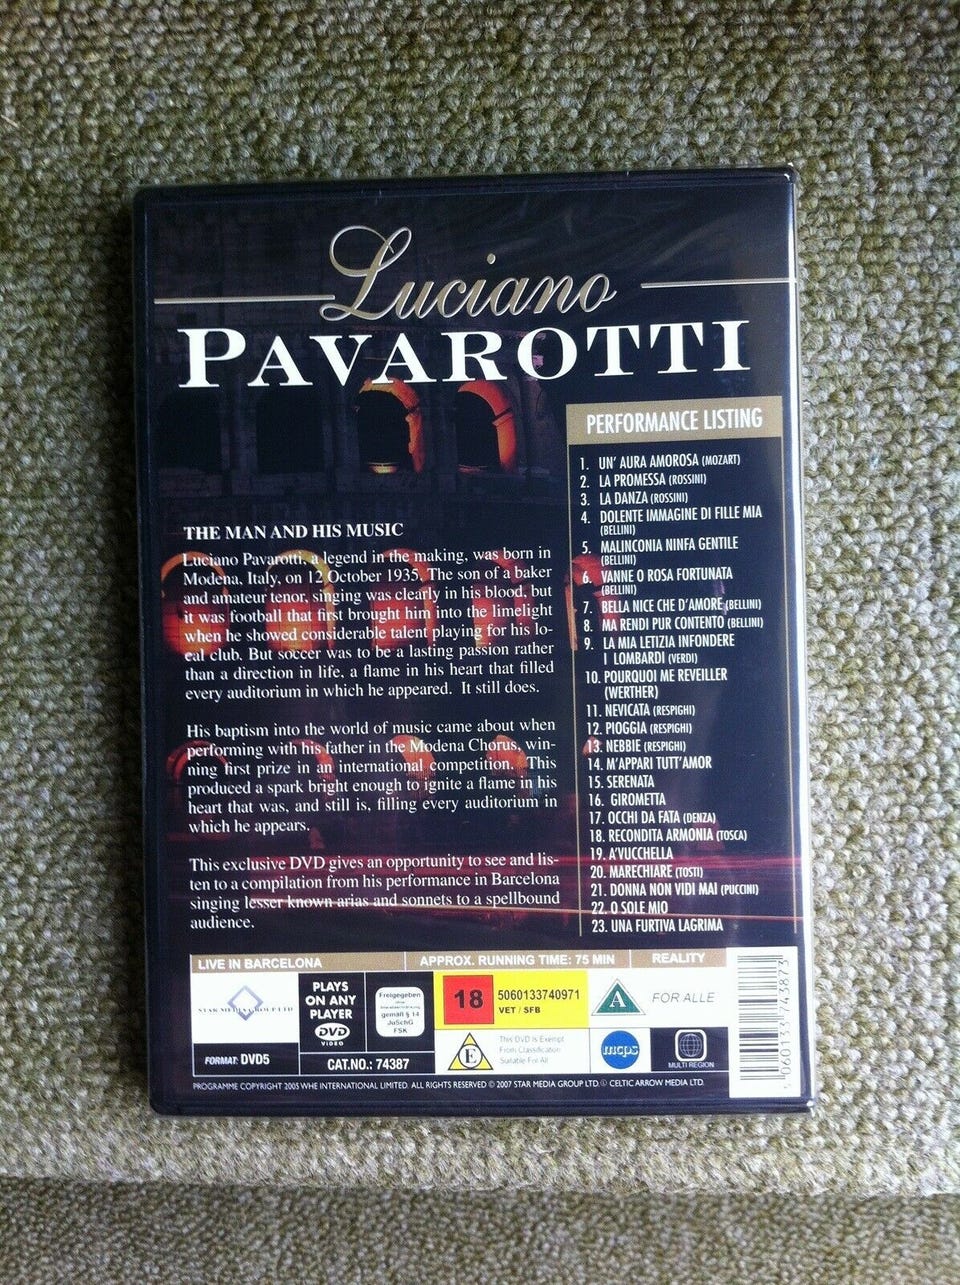 Luciano
PAVAROTTI
THE MAN AND HIS MUSIC
Luciano Pavarotti, a legend in the making, was born in
Modena, Italy, on 12 October 1935. The son of a baker
and amateur tenor, singing was clearly in his blood, but
it was football that first brought him into the limelight
when he showed considerable talent playing for his lo-
cal club. But soccer was to be a lasting passion rather
than a direction in life, a flame in his heart that filled
every auditorium in which he appeared. It still does.
His baptism into the world of music came about when
performing with his father in the Modena Chorus, win-
ning first prize in an international competition. This
produced a spark bright enough to ignite a flame in his
heart that was, and still is, filling every auditorium in
which he appears.
This exclusive DVD gives an opportunity to see and lis-
ten to a compilation from his performance in Barcelona
singing lesser known arias and sonnets to a spellbound
audience.
PERFORMANCE LISTING
1. UN' AURA AMOROSA (MOZART)
2. LA PROMESSA (ROSSINI)
3. LA DANZA (ROSSINI)
4. DOLENTE IMMAGINE DI FILLE MIA
(BELLINI)
5. MALINCONIA NINFA GENTILE
(BELLINI)
6. VANNE O ROSA FORTUNATA
(BELLINI)
7. BELLA NICE CHE D'AMORE (BELLINI)
8. MA RENDI PUR CONTENTO (BELLINI)
9. LA MIA LETIZIA INFONDERE
I LOMBARDI (VERDI)
10. POURQUOI ME REVEILLER
(WERTHER)
11. NEVICATA (RESPIGHI)
12. PIOGGIA (RESPIGHI)
13. NEBBIE (RESPIGHI)
14. M'APPARI TUTT'AMOR
15. SERENATA
16. GIROMETTA
17. OCCHI DA FATA (DENZA)
18. RECONDITA ARMONIA (TOSCA)
19. A'VUCCHELLA
20. MARECHIARE (TOSTI)
21. DONNA NON VIDI MAI (PUCCINI)
22. O SOLE MIO
23. UNA FURTIVA LAGRIMA
LIVE IN BARCELONA APPROX. RUNNING TIME: 75 MIN REALITY
STAR MEDIA GROUP LTD
FORMAT: DVD5
PLAYS
ON ANY
PLAYER
DVD
VIDEO
Freigegeben
gemäß § 14
JuSchG
FSK
CAT.NO.: 74387
18 5060133740971
VET / SFB
A FOR ALLE
E This DVD Is Exempt
From Classification
Suitable For All
mcps
MULTI REGION
5 060133 743873
PROGRAMME COPYRIGHT 2005 WHE INTERNATIONAL LIMITED. ALL RIGHTS RESERVED © 2007 STAR MEDIA GROUP LTD. © CELTIC ARROW MEDIA LTD.